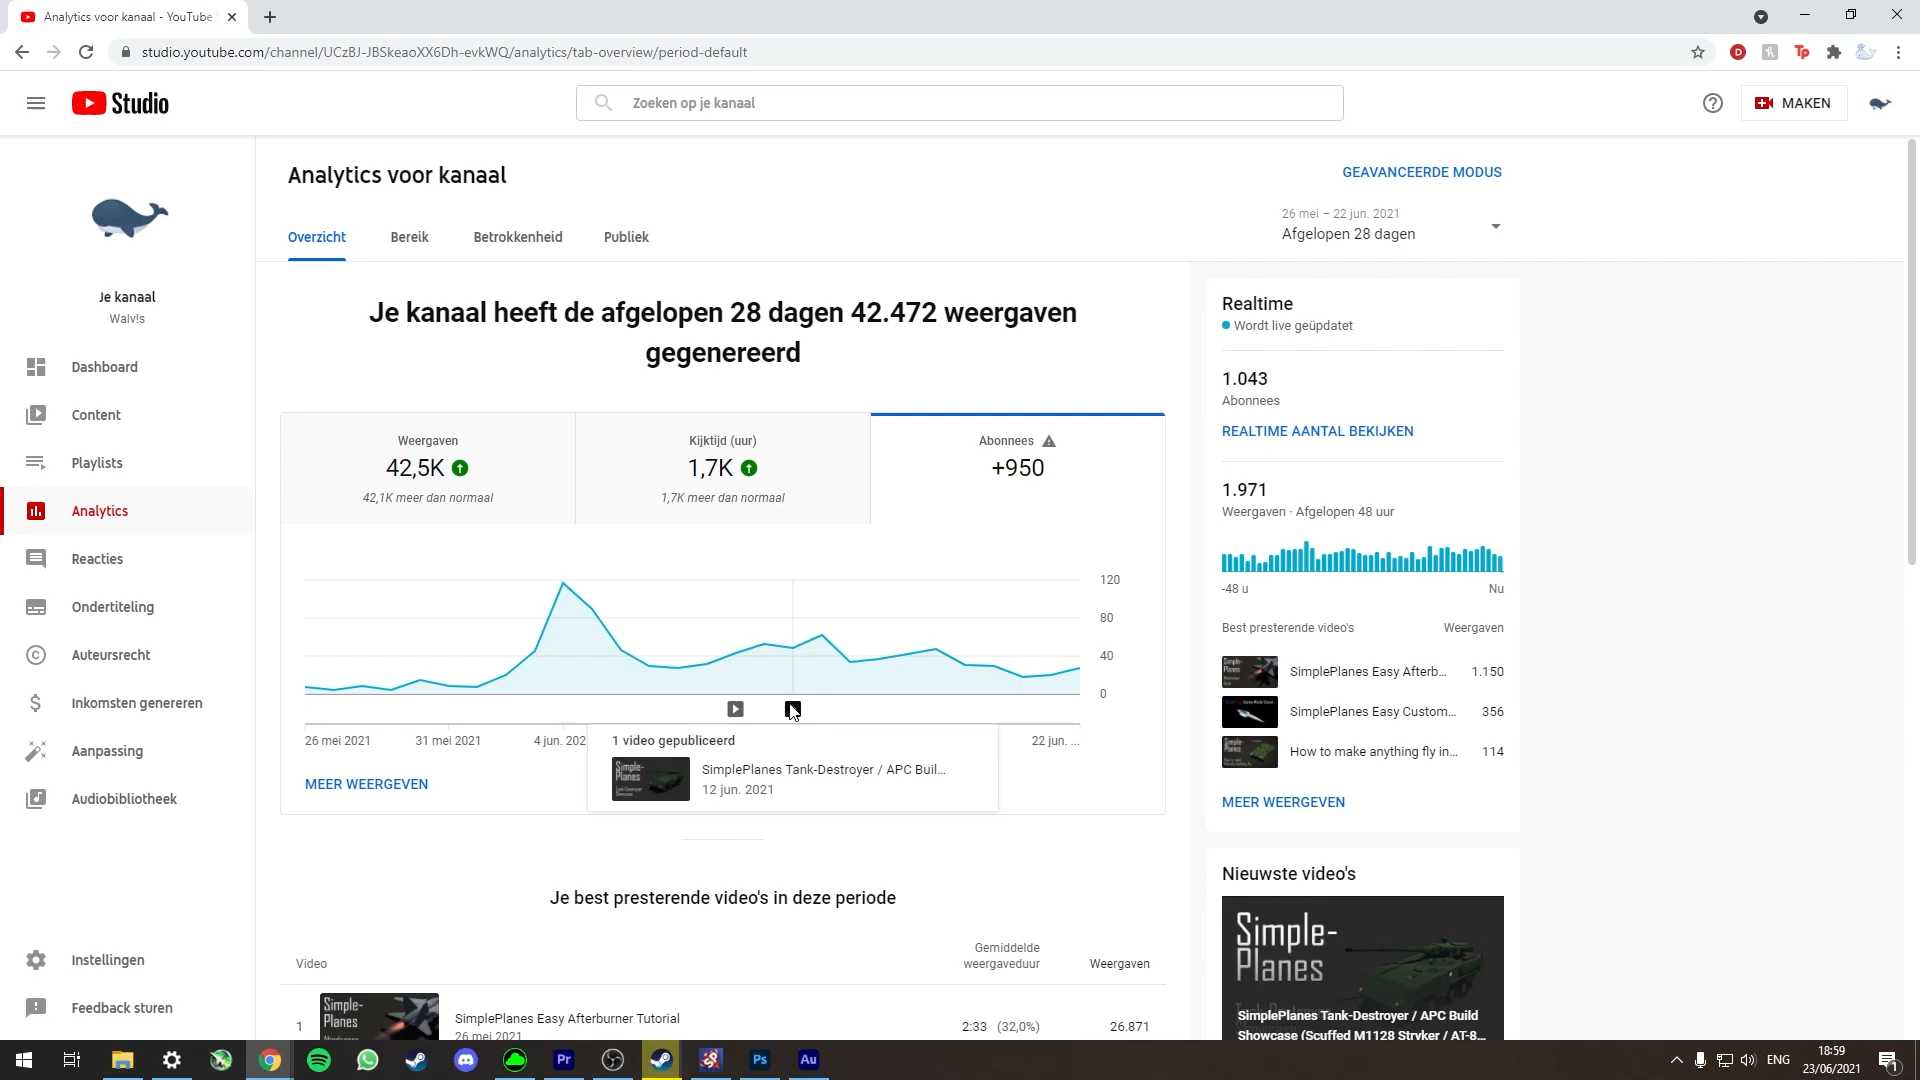 Analytics voor kanaal - YouTube
studio.youtube.com/channel/UCzBJ-JBSkeaoXX6Dh-evkWQ/analytics/tab-overview/period-default
Studio
Zoeken op je kanaal
MAKEN
Je kanaal
Walv!s
Dashboard
Content
Playlists
Analytics
Reacties
Ondertiteling
Auteursrecht
Inkomsten genereren
Aanpassing
Audiobibliotheek
Instellingen
Feedback sturen
Analytics voor kanaal
GEAVANCEERDE MODUS
Overzicht Bereik Betrokkenheid Publiek
26 mei – 22 jun. 2021
Afgelopen 28 dagen
Je kanaal heeft de afgelopen 28 dagen 42.472 weergaven
gegenereerd
Weergaven
42,5K
42,1K meer dan normaal
Kijktijd (uur)
1,7K
1,7K meer dan normaal
Abonnees
+950
120
80
40
0
26 mei 2021 31 mei 2021 4 jun. 202 22 jun. ...
1 video gepubliceerd
SimplePlanes Tank-Destroyer / APC Buil...
12 jun. 2021
MEER WEERGEVEN
Je best presterende video's in deze periode
Video
Gemiddelde
weergaveduur
Weergaven
1
Simple-
Planes
SimplePlanes Easy Afterburner Tutorial
26 mei 2021
2:33 (32,0%)
26.871
Realtime
Wordt live geüpdatet
1.043
Abonnees
REALTIME AANTAL BEKIJKEN
1.971
Weergaven · Afgelopen 48 uur
-48 u Nu
Best presterende video's Weergaven
SimplePlanes Easy Afterb... 1.150
SimplePlanes Easy Custom... 356
How to make anything fly in... 114
MEER WEERGEVEN
Nieuwste video's
Simple-
Planes
SimplePlanes Tank-Destroyer / APC Build
Showcase (Scuffed M1128 Stryker / AT-8...
Pr
Ps
Au
ENG
18:59
23/06/2021
1